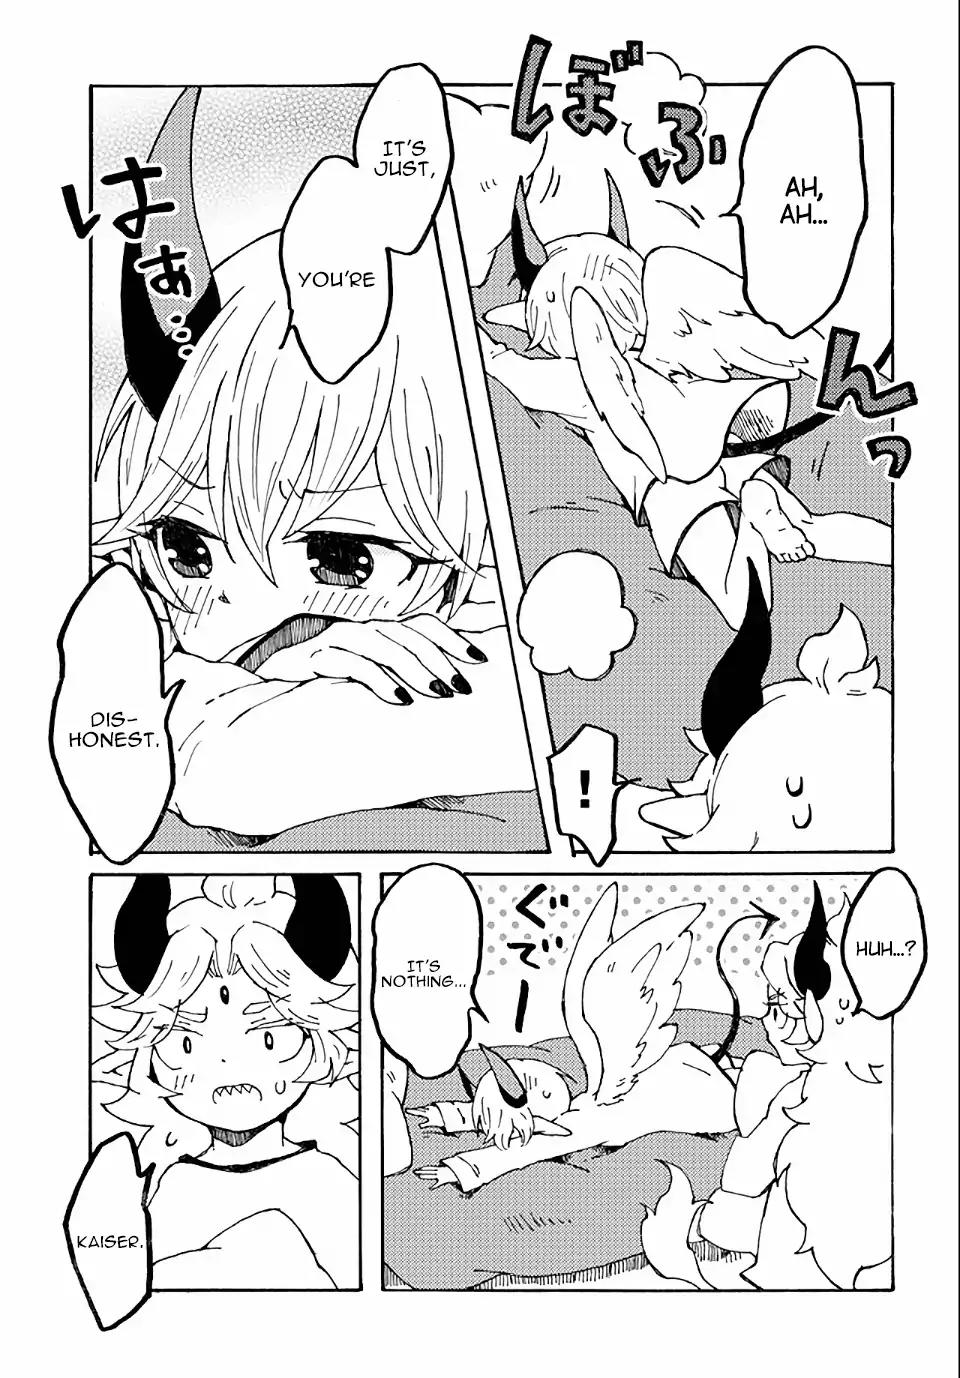 ぼふんっ
AH,
AH...
!
IT'S
JUST,
YOU'RE
はぁ…
DIS-
HONEST.
HUH...?
ぐでー
IT'S
NOTHING...
KAISER.